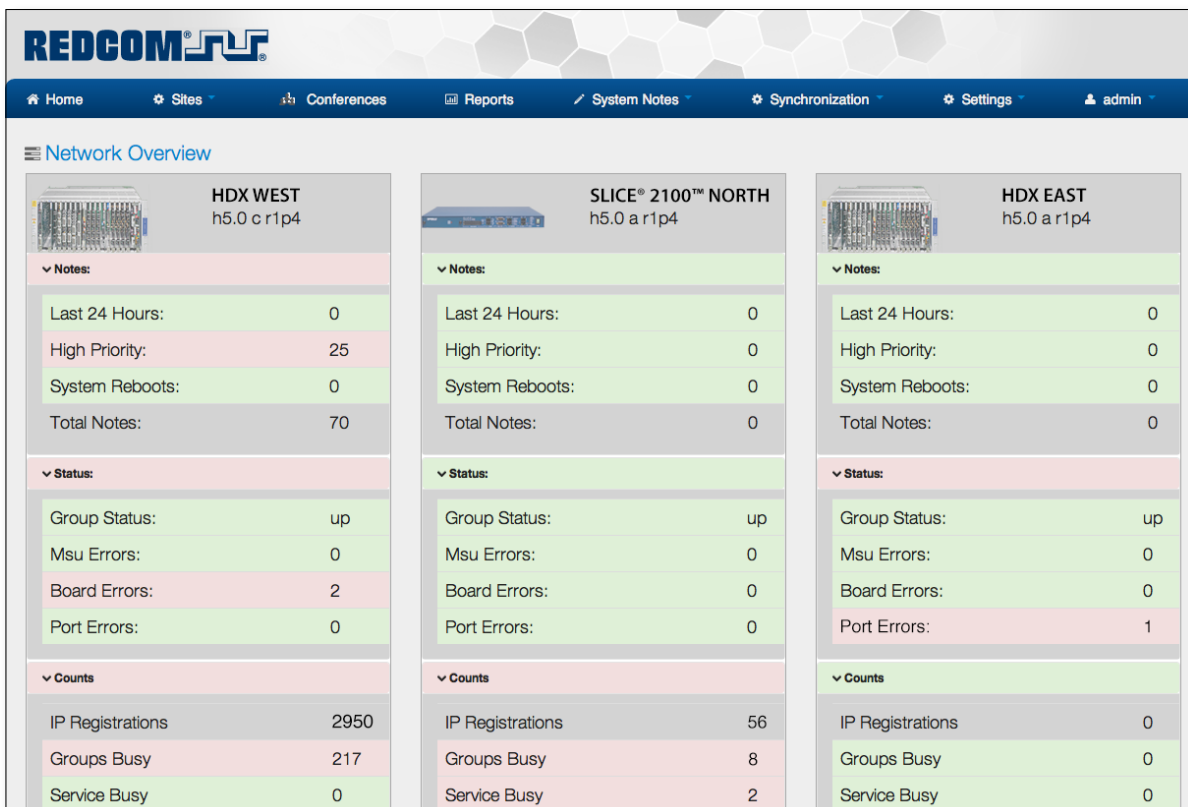 REDCOM®
Home Sites Conferences Reports System Notes Synchronization Settings admin
Network Overview
HDX WEST
h5.0 c r1p4
Notes:
Last 24 Hours: 0
High Priority: 25
System Reboots: 0
Total Notes: 70
Status:
Group Status: up
Msu Errors: 0
Board Errors: 2
Port Errors: 0
Counts
IP Registrations 2950
Groups Busy 217
Service Busy 0
SLICE® 2100™ NORTH
h5.0 a r1p4
Notes:
Last 24 Hours: 0
High Priority: 0
System Reboots: 0
Total Notes: 0
Status:
Group Status: up
Msu Errors: 0
Board Errors: 0
Port Errors: 0
Counts
IP Registrations 56
Groups Busy 8
Service Busy 2
HDX EAST
h5.0 a r1p4
Notes:
Last 24 Hours: 0
High Priority: 0
System Reboots: 0
Total Notes: 0
Status:
Group Status: up
Msu Errors: 0
Board Errors: 0
Port Errors: 1
Counts
IP Registrations 0
Groups Busy 0
Service Busy 0